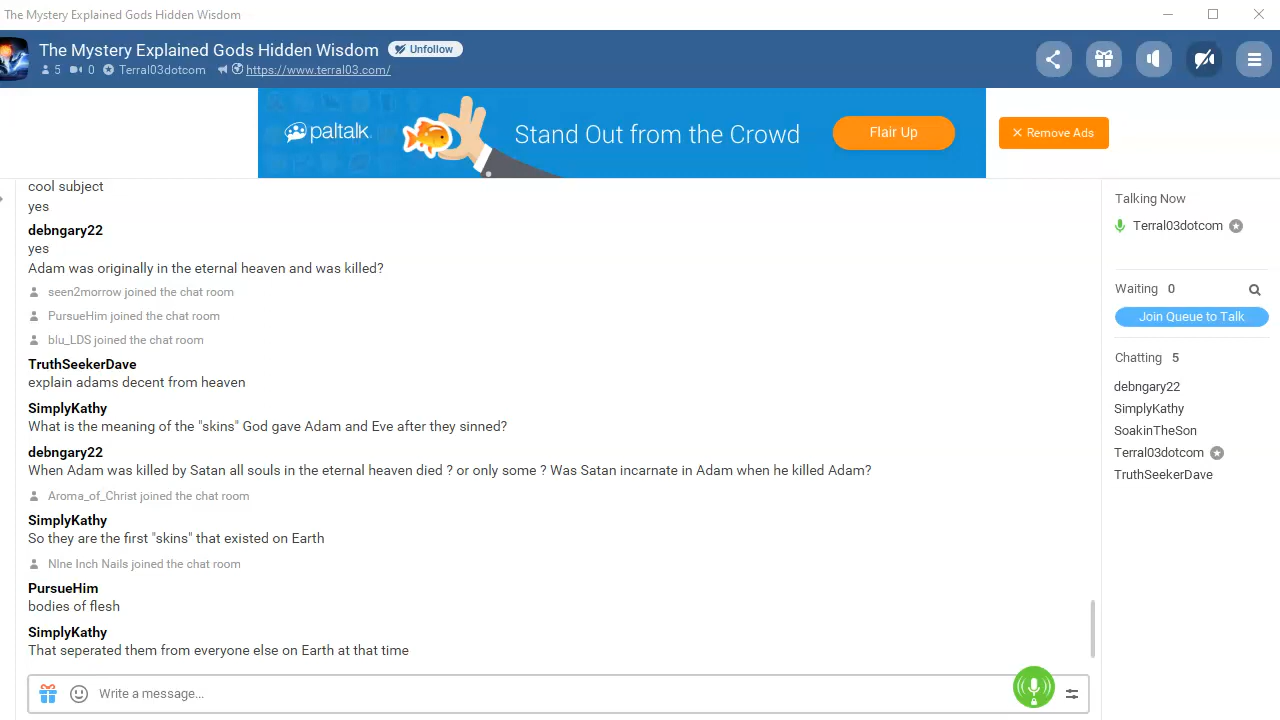 The Mystery Explained Gods Hidden Wisdom
The Mystery Explained Gods Hidden Wisdom Unfollow
5 0 Terral03dotcom https://www.terral03.com/
paltalk Stand Out from the Crowd Flair Up Remove Ads
cool subject
yes
debngary22
yes
Adam was originally in the eternal heaven and was killed?
seen2morrow joined the chat room
PursueHim joined the chat room
blu_LDS joined the chat room
TruthSeekerDave
explain adams decent from heaven
SimplyKathy
What is the meaning of the "skins" God gave Adam and Eve after they sinned?
debngary22
When Adam was killed by Satan all souls in the eternal heaven died ? or only some ? Was Satan incarnate in Adam when he killed Adam?
Aroma_of_Christ joined the chat room
SimplyKathy
So they are the first "skins" that existed on Earth
NIne Inch Nails joined the chat room
PursueHim
bodies of flesh
SimplyKathy
That seperated them from everyone else on Earth at that time
Write a message...
Talking Now
Terral03dotcom
Waiting 0
Join Queue to Talk
Chatting 5
debngary22
SimplyKathy
SoakinTheSon
Terral03dotcom
TruthSeekerDave